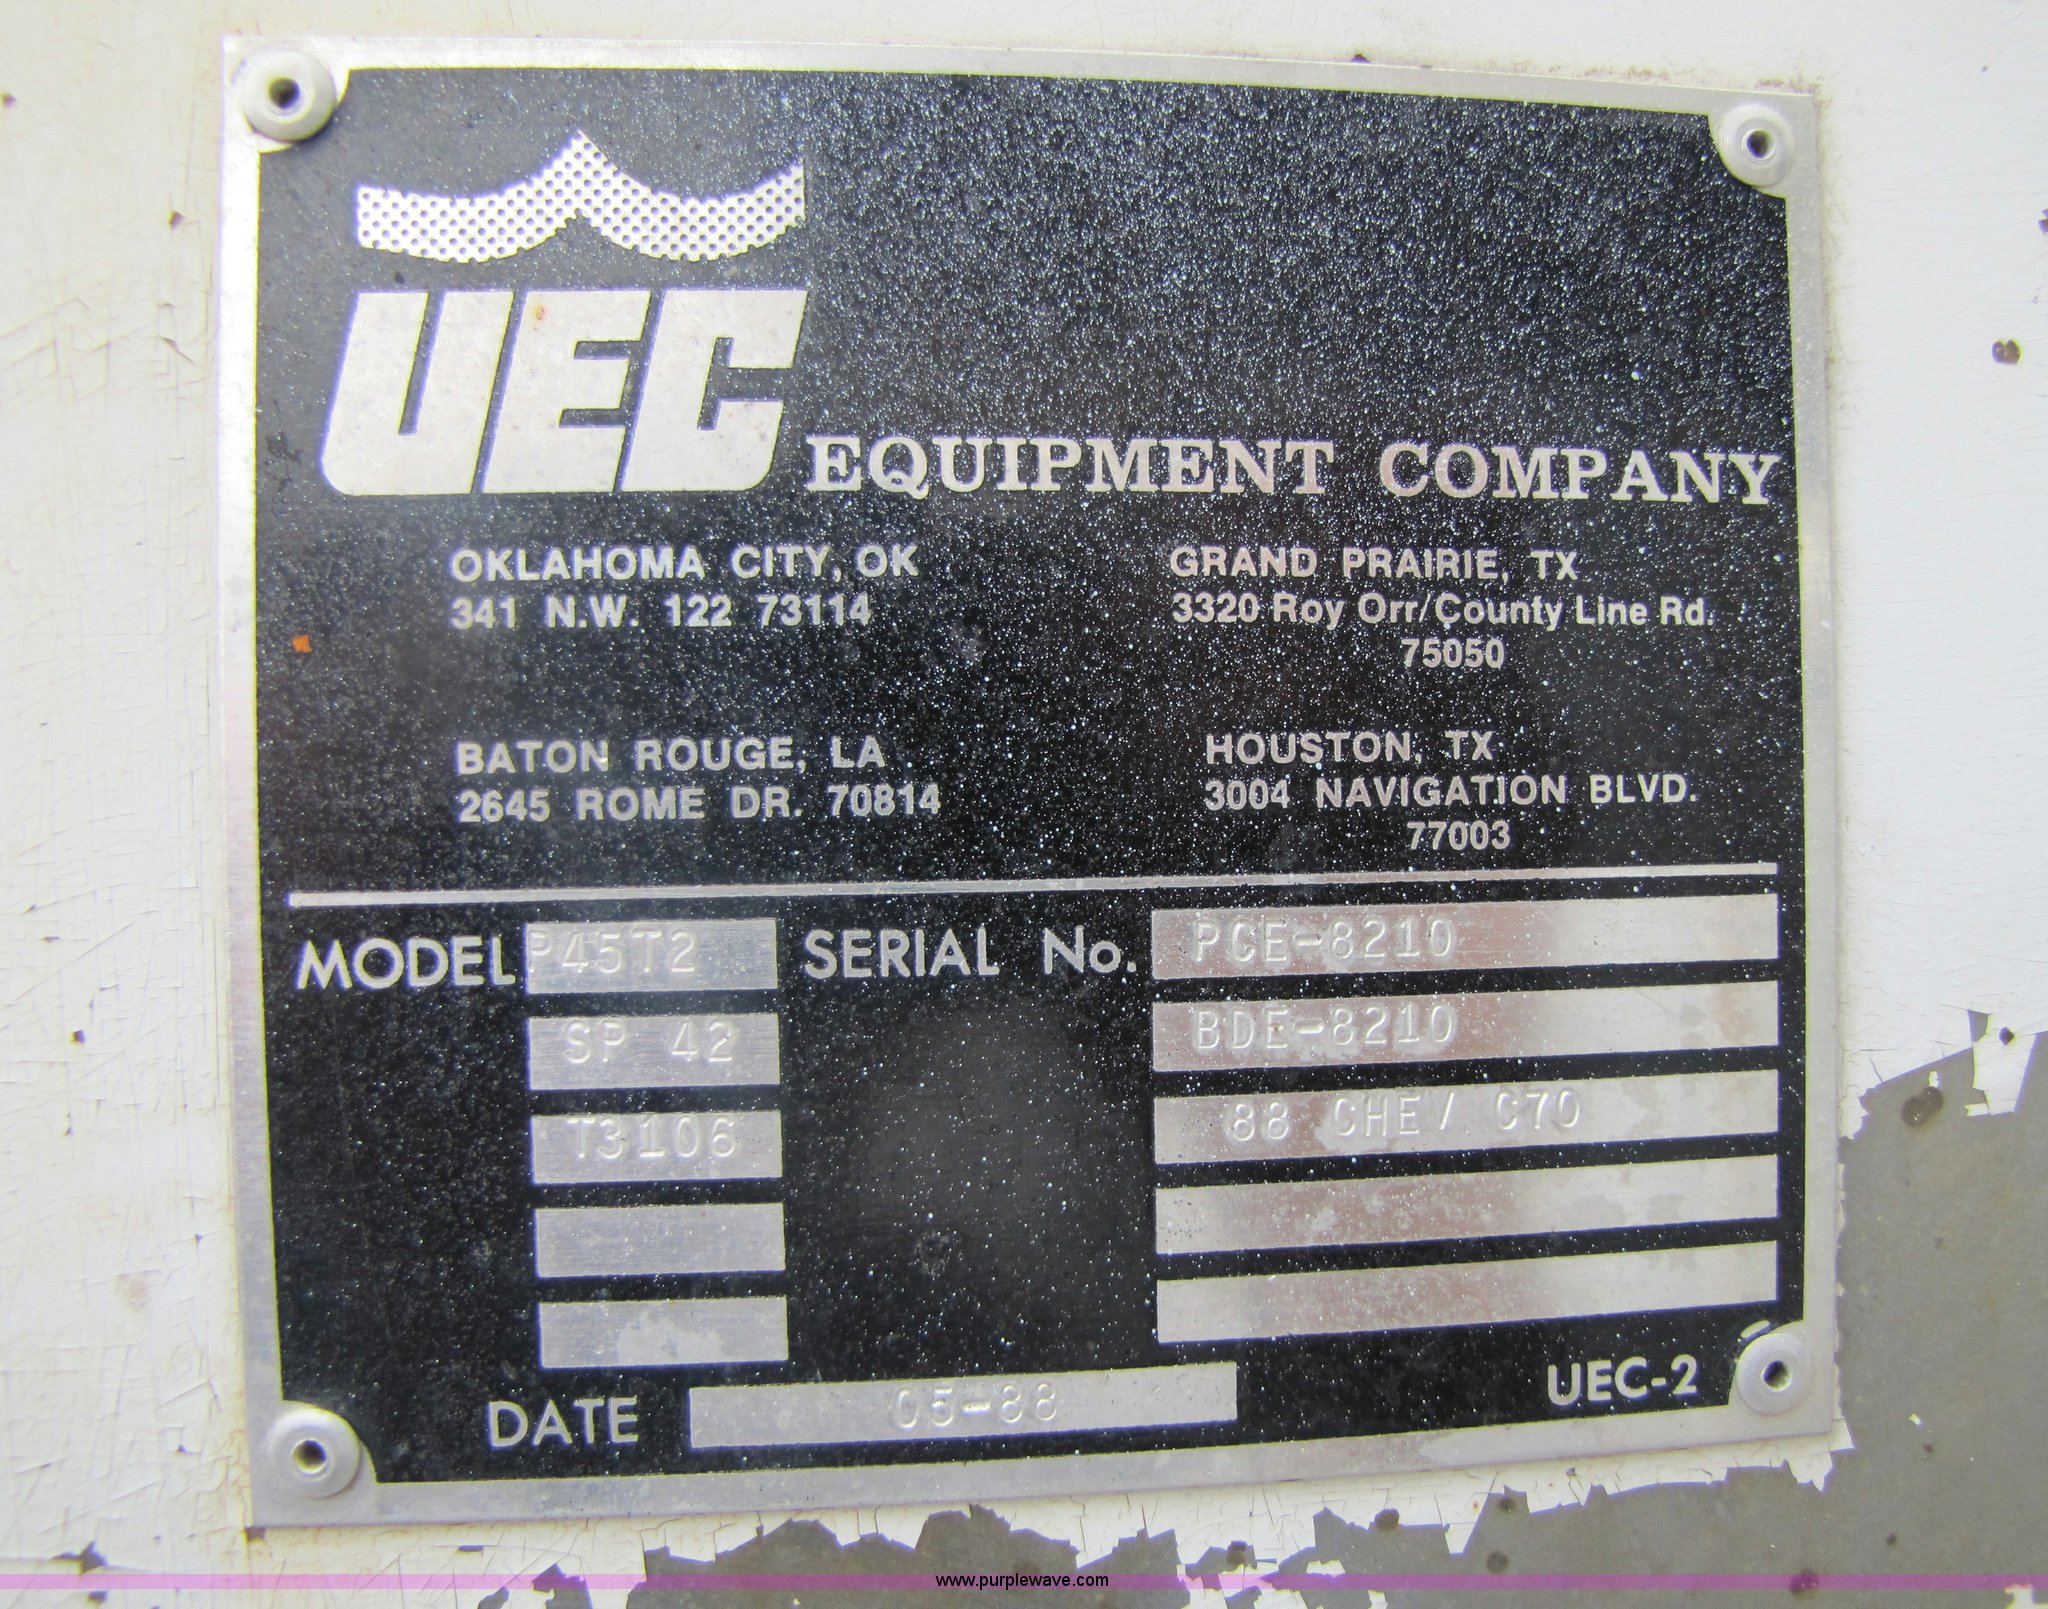 UEC EQUIPMENT COMPANY
OKLAHOMA CITY, OK
341 N.W. 122 73114
GRAND PRAIRIE, TX
3320 Roy Orr/County Line Rd.
75050
BATON ROUGE, LA
2645 ROME DR. 70814
HOUSTON, TX
3004 NAVIGATION BLVD.
77003
MODEL P45T2 SERIAL No. PCE-8210
SP 42 BDE-8210
T3106 88 CHEV C70
DATE 05-88
UEC-2
www.purplewave.com